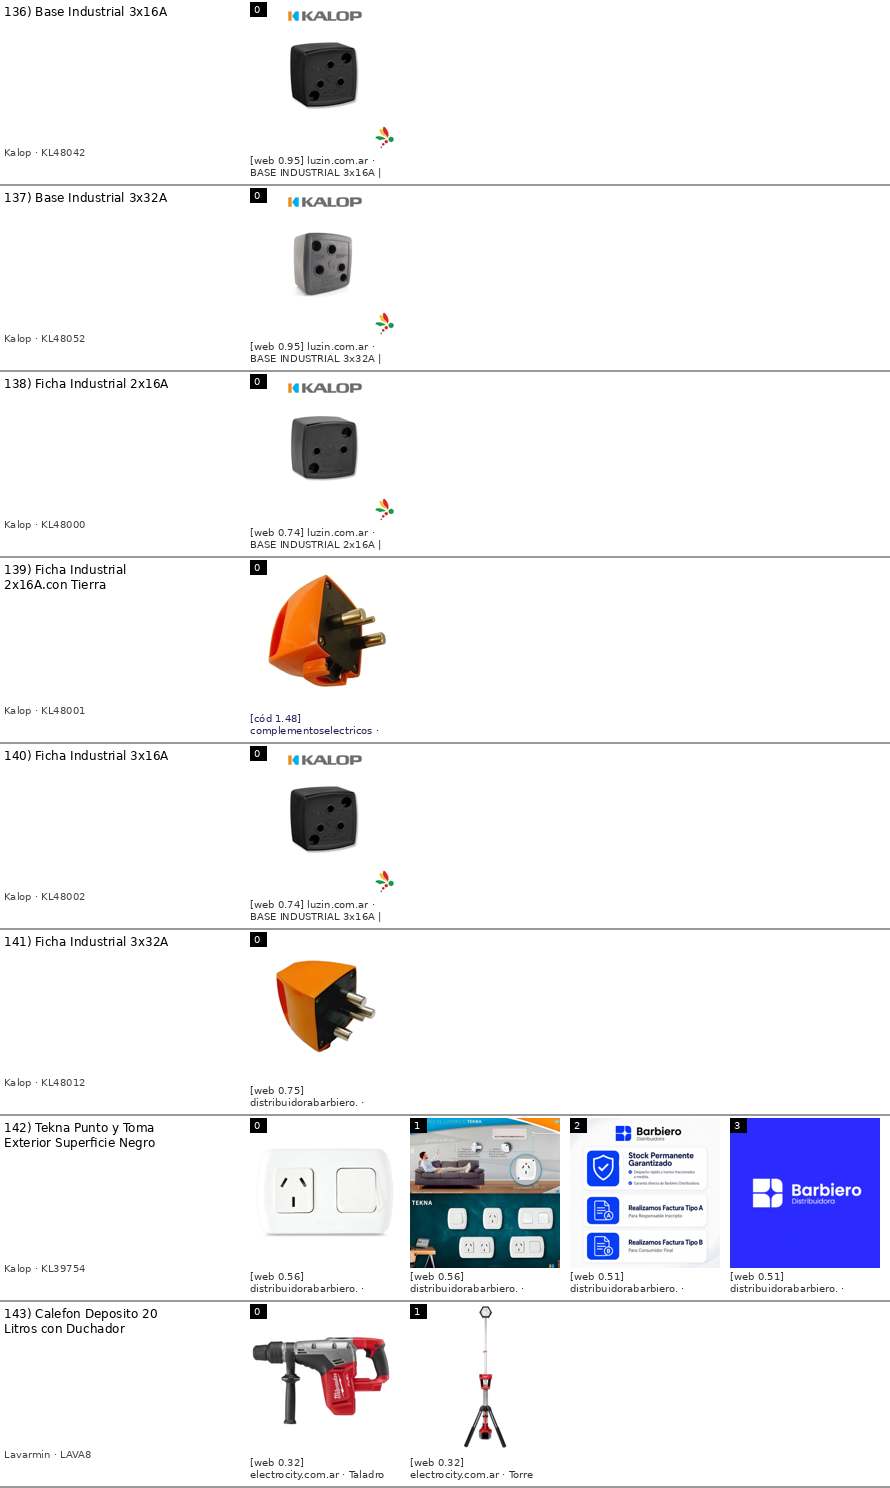 136) Base Industrial 3x16A
Kalop · KL48042
0
KALOP
[web 0.95] luzin.com.ar ·
BASE INDUSTRIAL 3x16A |
137) Base Industrial 3x32A
Kalop · KL48052
0
KALOP
[web 0.95] luzin.com.ar ·
BASE INDUSTRIAL 3x32A |
138) Ficha Industrial 2x16A
Kalop · KL48000
0
KALOP
[web 0.74] luzin.com.ar ·
BASE INDUSTRIAL 2x16A |
139) Ficha Industrial
2x16A.con Tierra
Kalop · KL48001
0
[cód 1.48]
complementoselectricos ·
140) Ficha Industrial 3x16A
Kalop · KL48002
0
KALOP
[web 0.74] luzin.com.ar ·
BASE INDUSTRIAL 3x16A |
141) Ficha Industrial 3x32A
Kalop · KL48012
0
[web 0.75]
distribuidorabarbiero. ·
142) Tekna Punto y Toma
Exterior Superficie Negro
Kalop · KL39754
0
[web 0.56]
distribuidorabarbiero. ·
1
TEKNA
TEKNA
[web 0.56]
distribuidorabarbiero. ·
2
Barbiero
Distribuidora
Stock Permanente
Garantizado
Realizamos Factura Tipo A
Para Responsable Inscripto
Realizamos Factura Tipo B
Para Consumidor Final
[web 0.51]
distribuidorabarbiero. ·
3
Barbiero
Distribuidora
[web 0.51]
distribuidorabarbiero. ·
143) Calefon Deposito 20
Litros con Duchador
Lavarmin · LAVA8
0
Milwaukee
[web 0.32]
electrocity.com.ar · Taladro
1
[web 0.32]
electrocity.com.ar · Torre